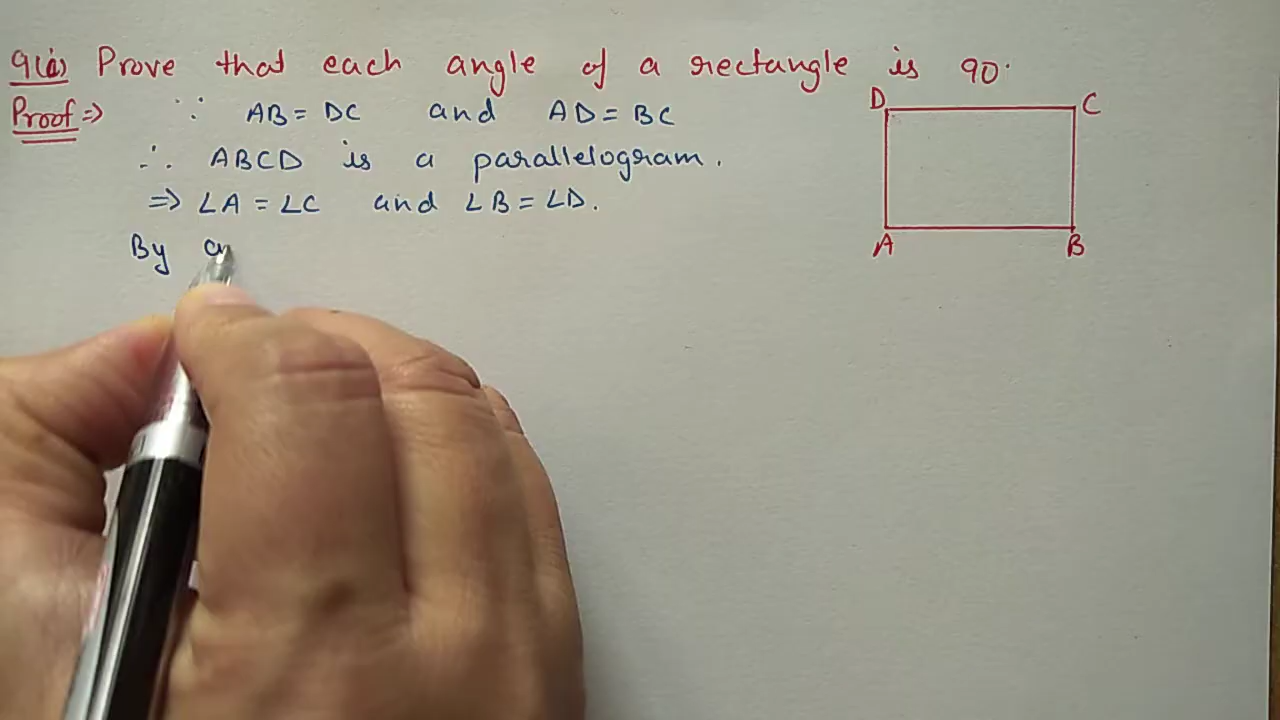 9(i) Prove that each angle of a rectangle is 90°
Proof => ∵ AB = DC and AD = BC
∴ ABCD is a parallelogram.
=> ∠A = ∠C and ∠B = ∠D.
By
D C
A B